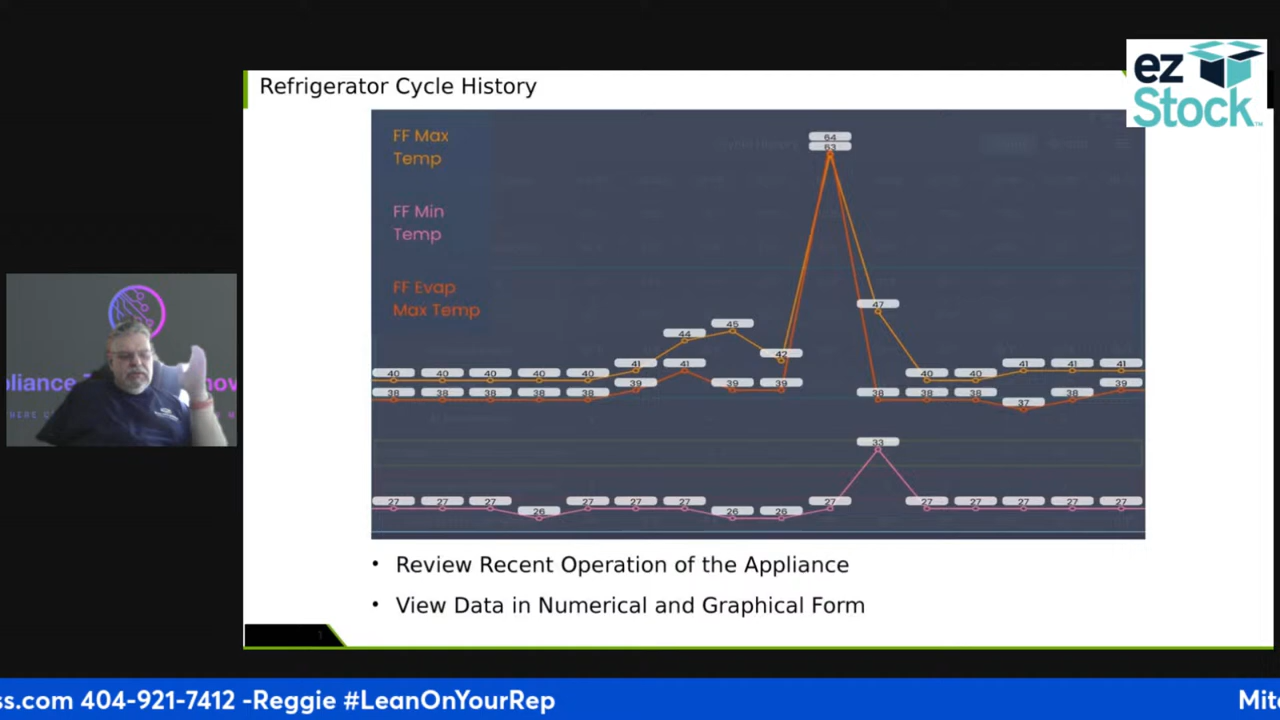 ez
Stock™
Refrigerator Cycle History
FF Max
Temp
FF Min
Temp
FF Evap
Max Temp
64
63
47
45
44
42
41
41
40 40 40 40 40
40 40 41 41 41
39 39 39
38 38 38 38 38
38 38 38 37 38 39
33
27 27 27 26 27 27 27 26 26 27
27 27 27 27 27
• Review Recent Operation of the Appliance
• View Data in Numerical and Graphical Form
1
ss.com 404-921-7412 -Reggie #LeanOnYourRep